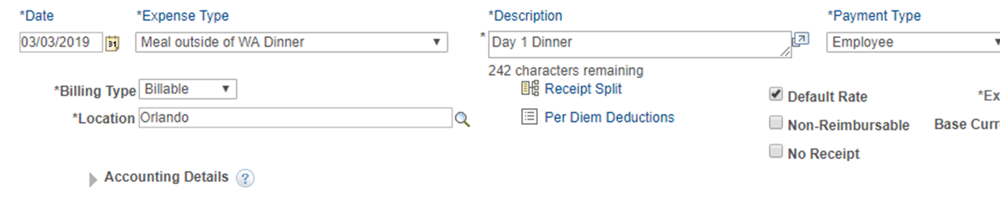 *Date *Expense Type *Description *Payment Type
03/03/2019 31 Meal outside of WA Dinner * Day 1 Dinner Employee
242 characters remaining
*Billing Type Billable Receipt Split Default Rate *Ex
*Location Orlando Per Diem Deductions Non-Reimbursable Base Curr
No Receipt
Accounting Details ?